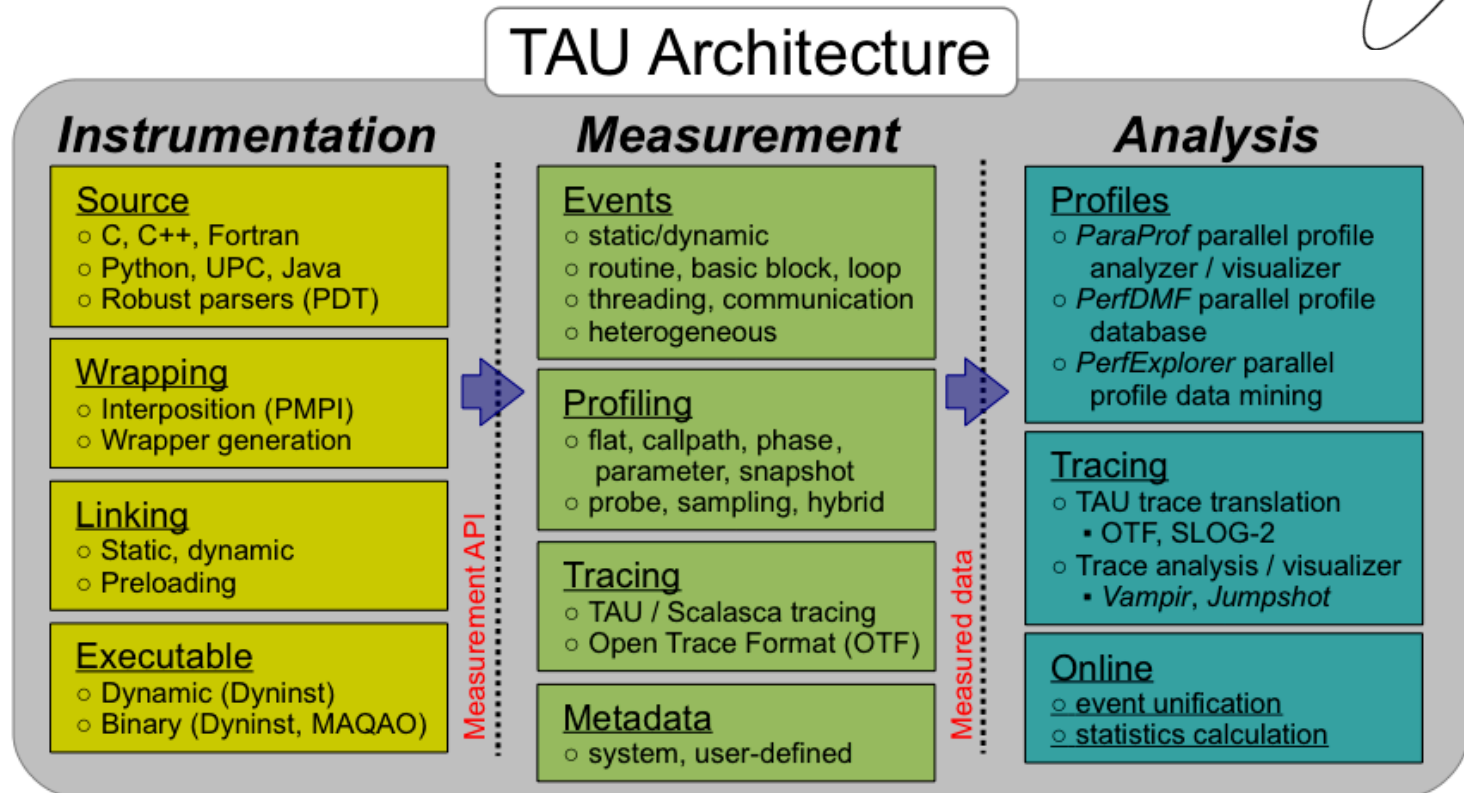 TAU Architecture
Instrumentation
Source
○ C, C++, Fortran
○ Python, UPC, Java
○ Robust parsers (PDT)
Wrapping
○ Interposition (PMPI)
○ Wrapper generation
Linking
○ Static, dynamic
○ Preloading
Executable
○ Dynamic (Dyninst)
○ Binary (Dyninst, MAQAO)
Measurement API
Measurement
Events
○ static/dynamic
○ routine, basic block, loop
○ threading, communication
○ heterogeneous
Profiling
○ flat, callpath, phase,
parameter, snapshot
○ probe, sampling, hybrid
Tracing
○ TAU / Scalasca tracing
○ Open Trace Format (OTF)
Metadata
○ system, user-defined
Measured data
Analysis
Profiles
○ ParaProf parallel profile
analyzer / visualizer
○ PerfDMF parallel profile
database
○ PerfExplorer parallel
profile data mining
Tracing
○ TAU trace translation
▪ OTF, SLOG-2
○ Trace analysis / visualizer
▪ Vampir, Jumpshot
Online
○ event unification
○ statistics calculation